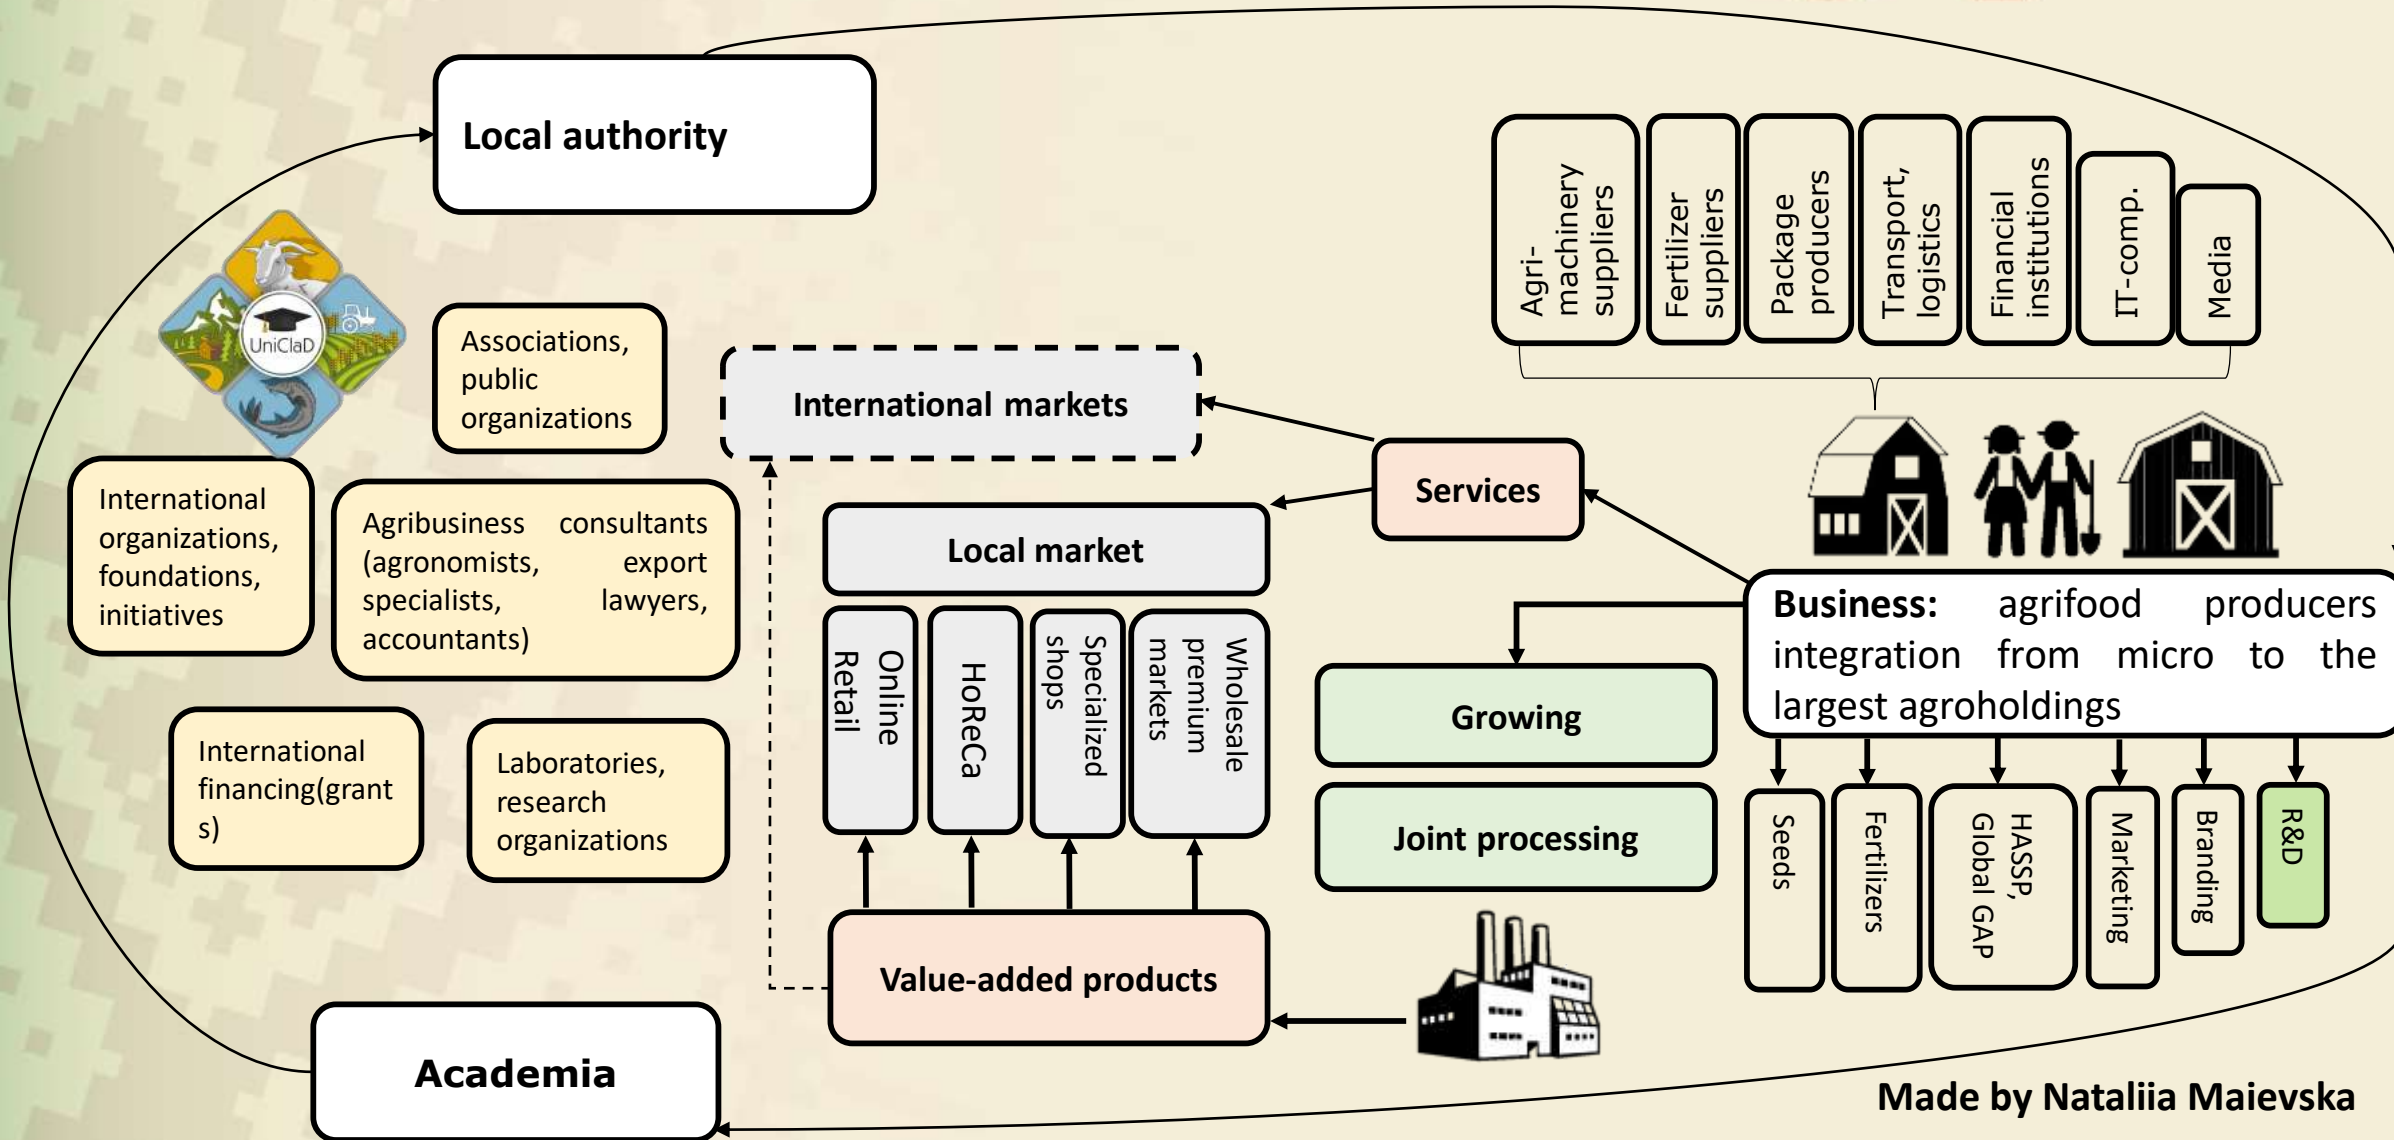 Local authority
UniClaD
Associations,
public
organizations
International
organizations,
foundations,
initiatives
Agribusiness consultants
(agronomists, export
specialists, lawyers,
accountants)
International
financing(grant
s)
Laboratories,
research
organizations
Academia
International markets
Local market
Online
Retail
HoReCa
Specialized
shops
Wholesale
premium
markets
Value-added products
Services
Growing
Joint processing
Agri-
machinery
suppliers
Fertilizer
suppliers
Package
producers
Transport,
logistics
Financial
institutions
IT-comp.
Media
Business: agrifood producers
integration from micro to the
largest agroholdings
Seeds
Fertilizers
HASSP,
Global GAP
Marketing
Branding
R&D
Made by Nataliia Maievska